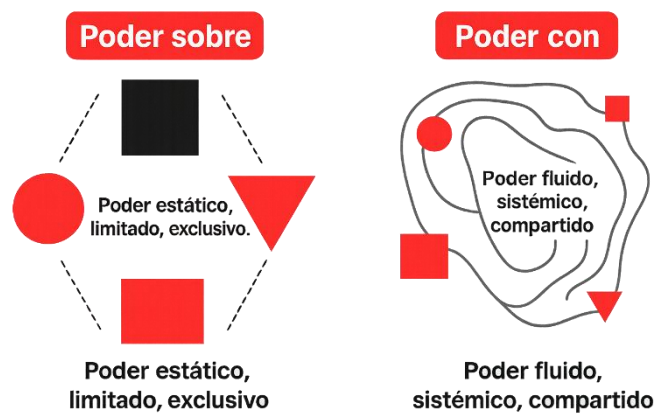 Poder sobre
Poder estático,
limitado, exclusivo.
Poder estático,
limitado, exclusivo
Poder con
Poder fluido,
sistémico,
compartido
Poder fluido,
sistémico, compartido